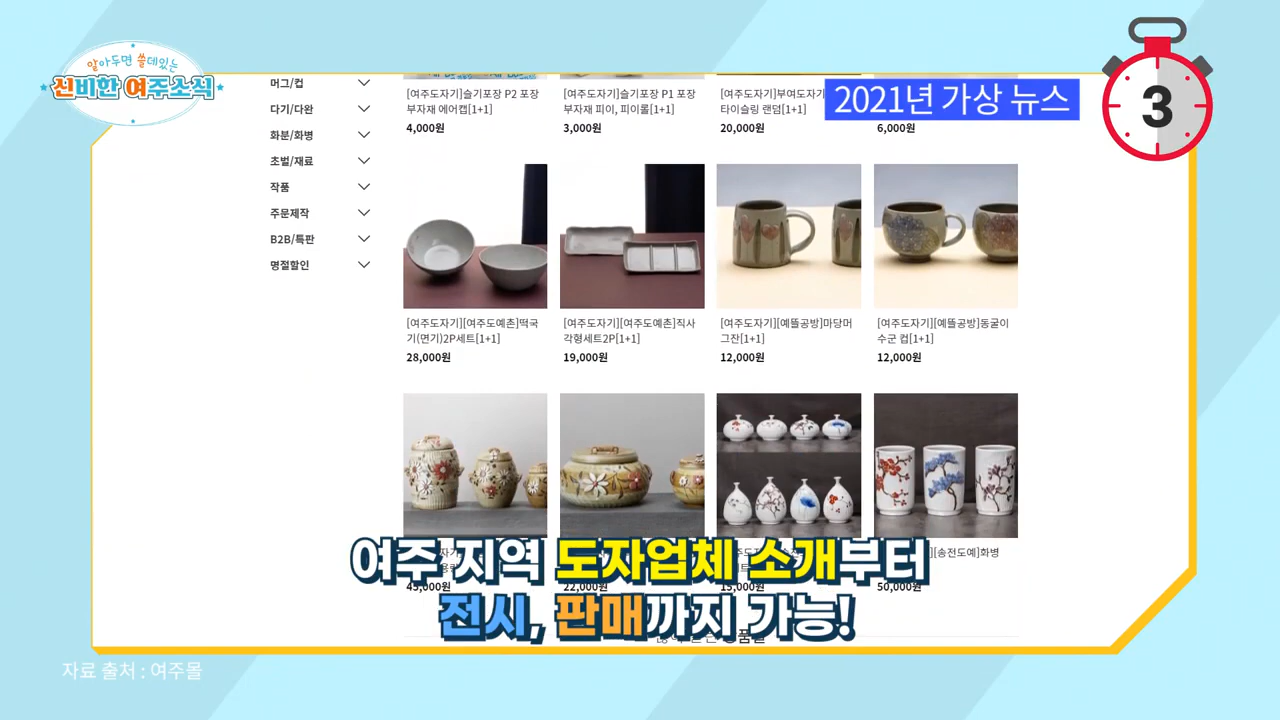 알아두면 쓸데있는
신비한 여주소식
2021년 가상 뉴스
3
머그/컵
다기/다완
화분/화병
초벌/재료
작품
주문제작
B2B/특판
명절할인
[여주도자기]슬기포장 P2 포장
부자재 에어캡[1+1]
4,000원
[여주도자기]슬기포장 P1 포장
부자재 피이, 피이롤[1+1]
3,000원
[여주도자기]부여도자기
타이슬링 랜덤[1+1]
20,000원
6,000원
[여주도자기][여주도예촌]떡국
기(면기)2P세트[1+1]
28,000원
[여주도자기][여주도예촌]직사
각형세트2P[1+1]
19,000원
[여주도자기][예뜰공방]마당머
그잔[1+1]
12,000원
[여주도자기][예뜰공방]동굴이
수군 컵[1+1]
12,000원
[송전도예]화병
45,000원
22,000원
15,000원
50,000원
여주 지역 도자업체 소개부터
전시, 판매까지 가능!
자료 출처 : 여주몰